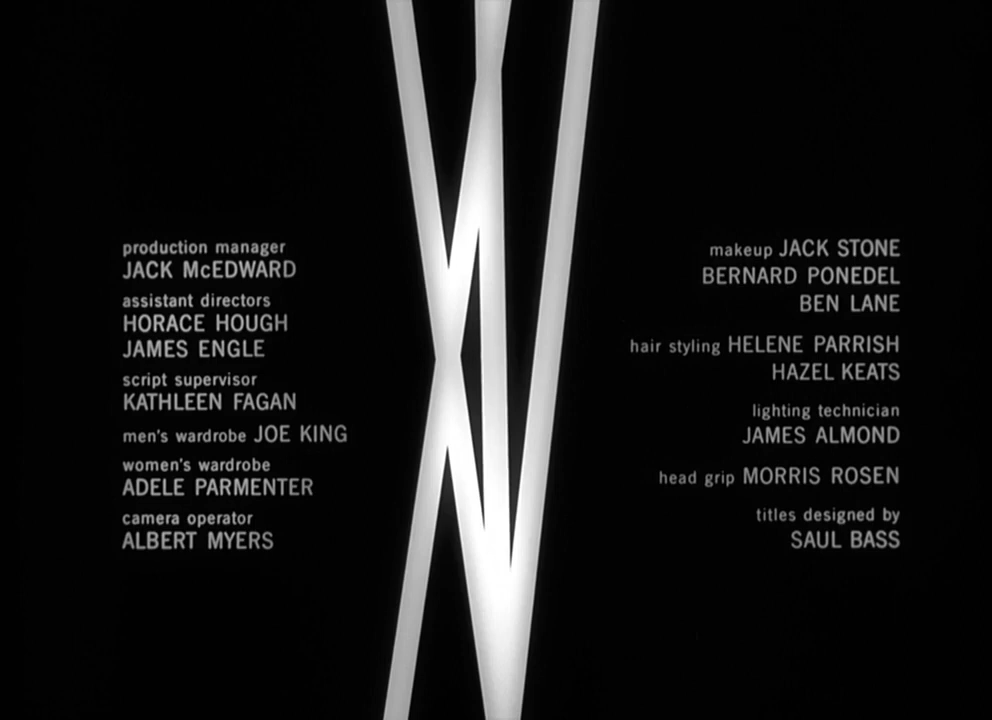 production manager
JACK McEDWARD
assistant directors
HORACE HOUGH
JAMES ENGLE
script supervisor
KATHLEEN FAGAN
men's wardrobe JOE KING
women's wardrobe
ADELE PARMENTER
camera operator
ALBERT MYERS
makeup JACK STONE
BERNARD PONEDEL
BEN LANE
hair styling HELENE PARRISH
HAZEL KEATS
lighting technician
JAMES ALMOND
head grip MORRIS ROSEN
titles designed by
SAUL BASS